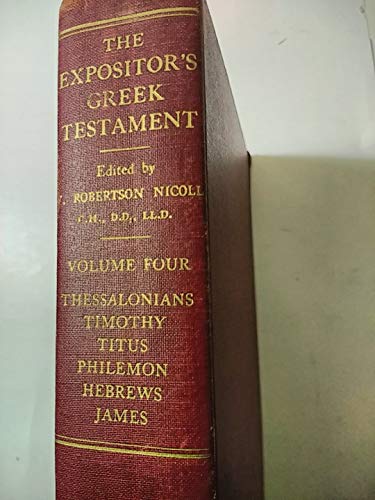 THE
EXPOSITOR'S
GREEK
TESTAMENT
Edited by
. ROBERTSON NICOLL
C.H., D.D., LL.D.
VOLUME FOUR
THESSALONIANS
TIMOTHY
TITUS
PHILEMON
HEBREWS
JAMES